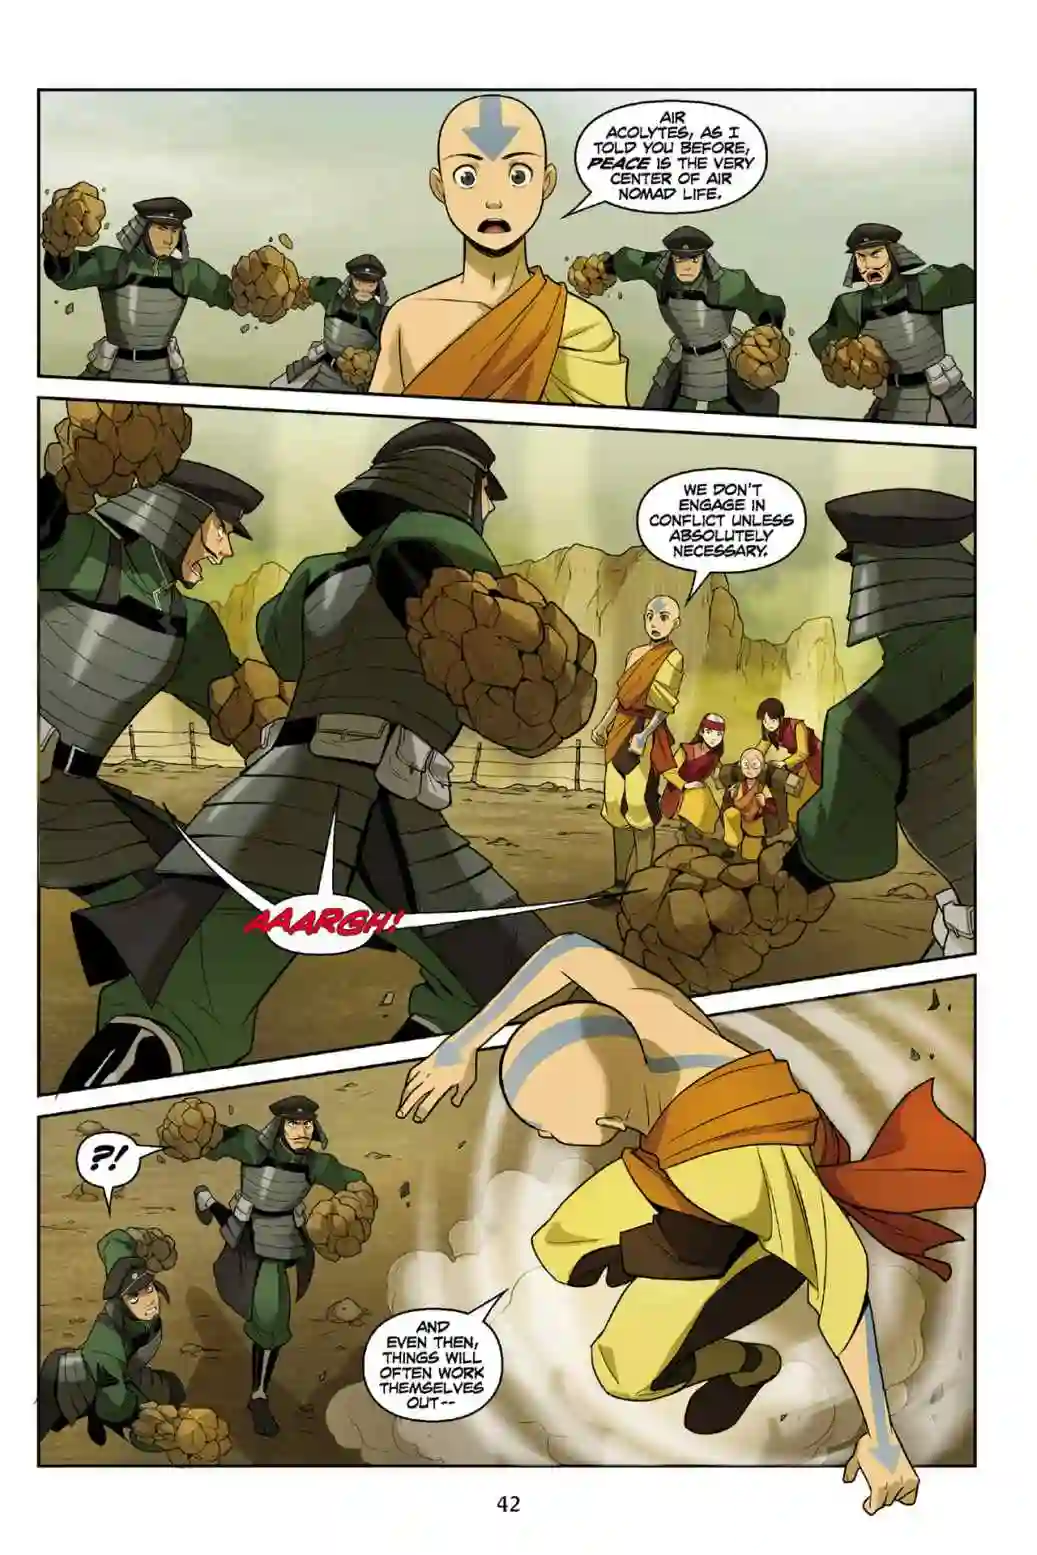 AIR
ACOLYTES, AS I
TOLD YOU BEFORE,
PEACE IS THE VERY
CENTER OF AIR
NOMAD LIFE.
WE DON'T
ENGAGE IN
CONFLICT UNLESS
ABSOLUTELY
NECESSARY.
AAARGH!
?!
AND
EVEN THEN,
THINGS WILL
OFTEN WORK
THEMSELVES
OUT--
42